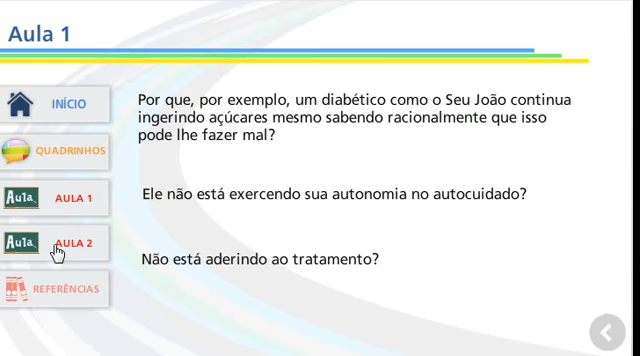 Aula 1
INÍCIO
QUADRINHOS
Aula
AULA 1
Aula
AULA 2
REFERÊNCIAS
Por que, por exemplo, um diabético como o Seu João continua
ingerindo açúcares mesmo sabendo racionalmente que isso
pode lhe fazer mal?
Ele não está exercendo sua autonomia no autocuidado?
Não está aderindo ao tratamento?